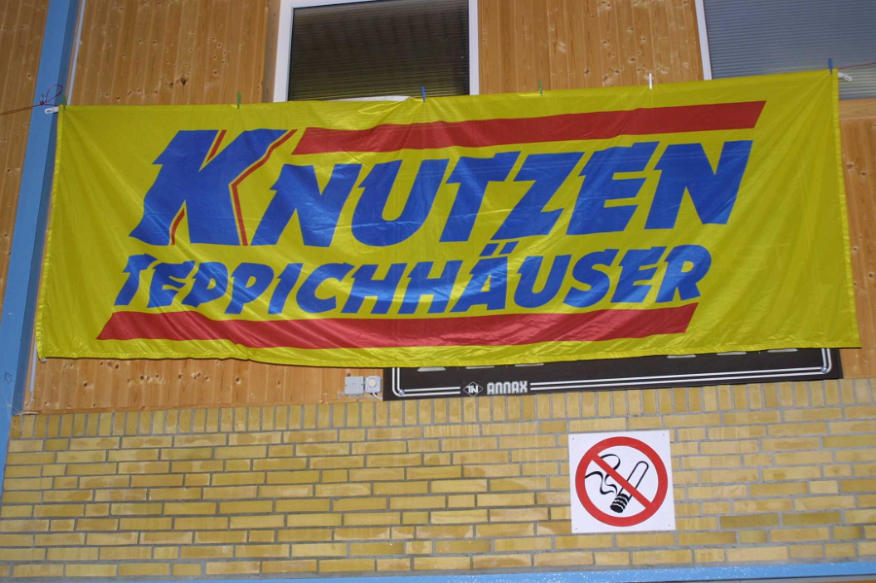 KNUTZEN
TEPPICHHÄUSER
ANNAX